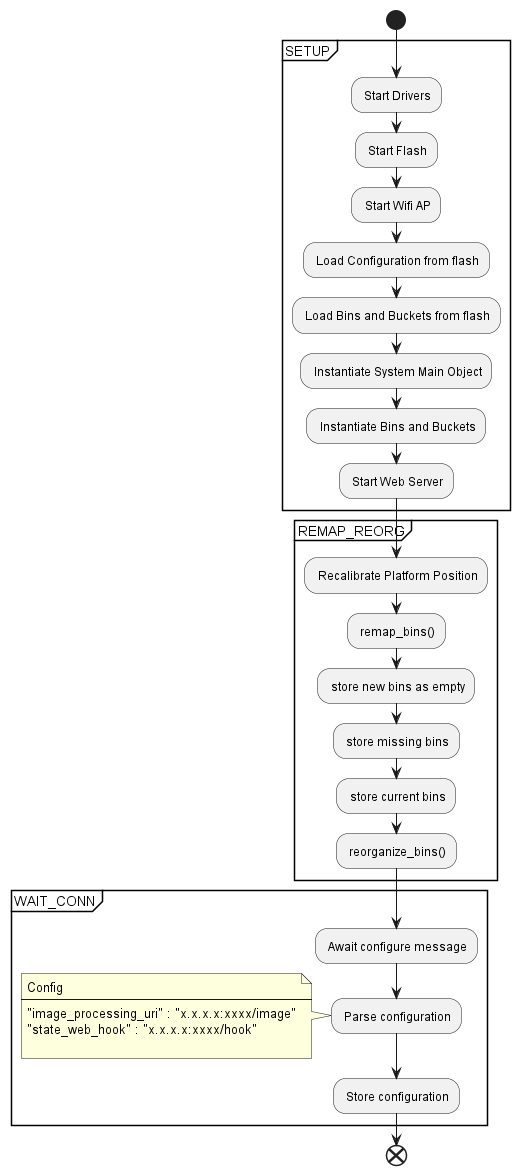 SETUP
Start Drivers
Start Flash
Start Wifi AP
Load Configuration from flash
Load Bins and Buckets from flash
Instantiate System Main Object
Instantiate Bins and Buckets
Start Web Server
REMAP_REORG
Recalibrate Platform Position
remap_bins()
store new bins as empty
store missing bins
store current bins
reorganize_bins()
WAIT_CONN
Await configure message
Config
"image_processing_uri" : "x.x.x.x:xxxx/image"
"state_web_hook" : "x.x.x.x:xxxx/hook"
Parse configuration
Store configuration